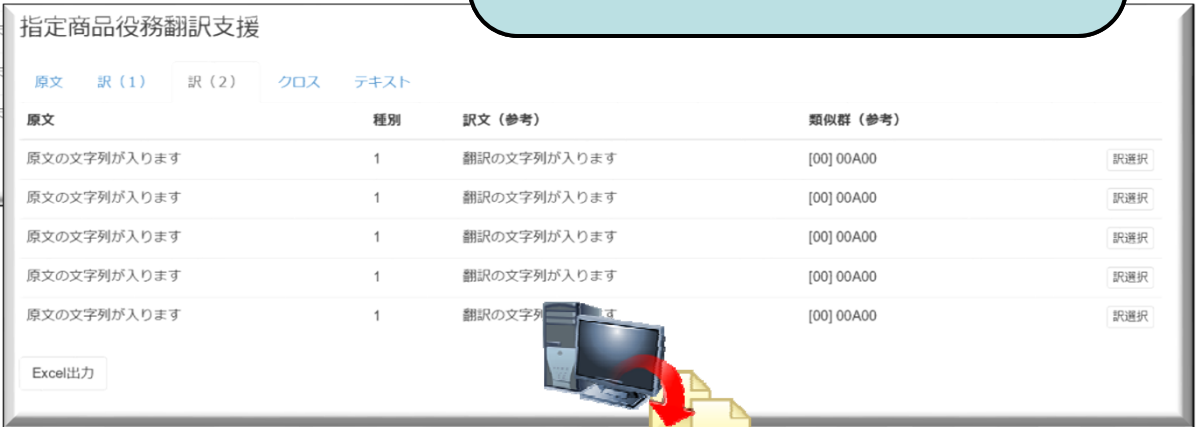 指定商品役務翻訳支援
原文 訳（1） 訳（2） クロス テキスト
原文 種別 訳文（参考） 類似群（参考）
原文の文字列が入ります 1 翻訳の文字列が入ります [00] 00A00 訳選択
原文の文字列が入ります 1 翻訳の文字列が入ります [00] 00A00 訳選択
原文の文字列が入ります 1 翻訳の文字列が入ります [00] 00A00 訳選択
原文の文字列が入ります 1 翻訳の文字列が入ります [00] 00A00 訳選択
原文の文字列が入ります 1 翻訳の文字 す [00] 00A00 訳選択
Excel出力